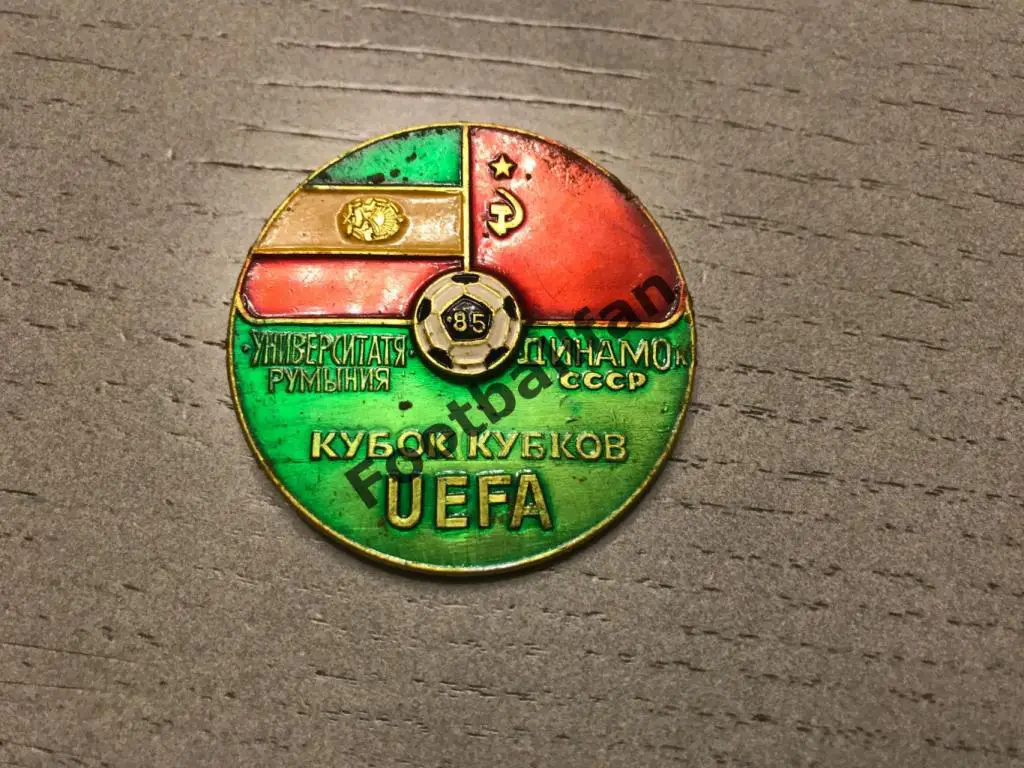 85
·УНИВЕРСИТАТЯ·
РУМЫНИЯ
ДИНАМО К
СССР
КУБОК КУБКОВ
UEFA
Footballfan